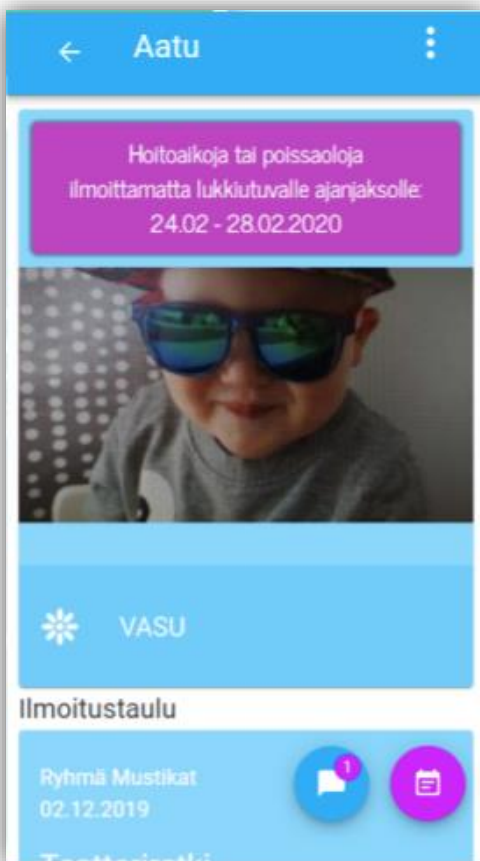 Aatu
Hoitoaikoja tai poissaoloja
ilmoittamatta lukkiutuvalle ajanjaksolle:
24.02 - 28.02.2020
VASU
Ilmoitustaulu
Ryhmä Mustikat
02.12.2019
1